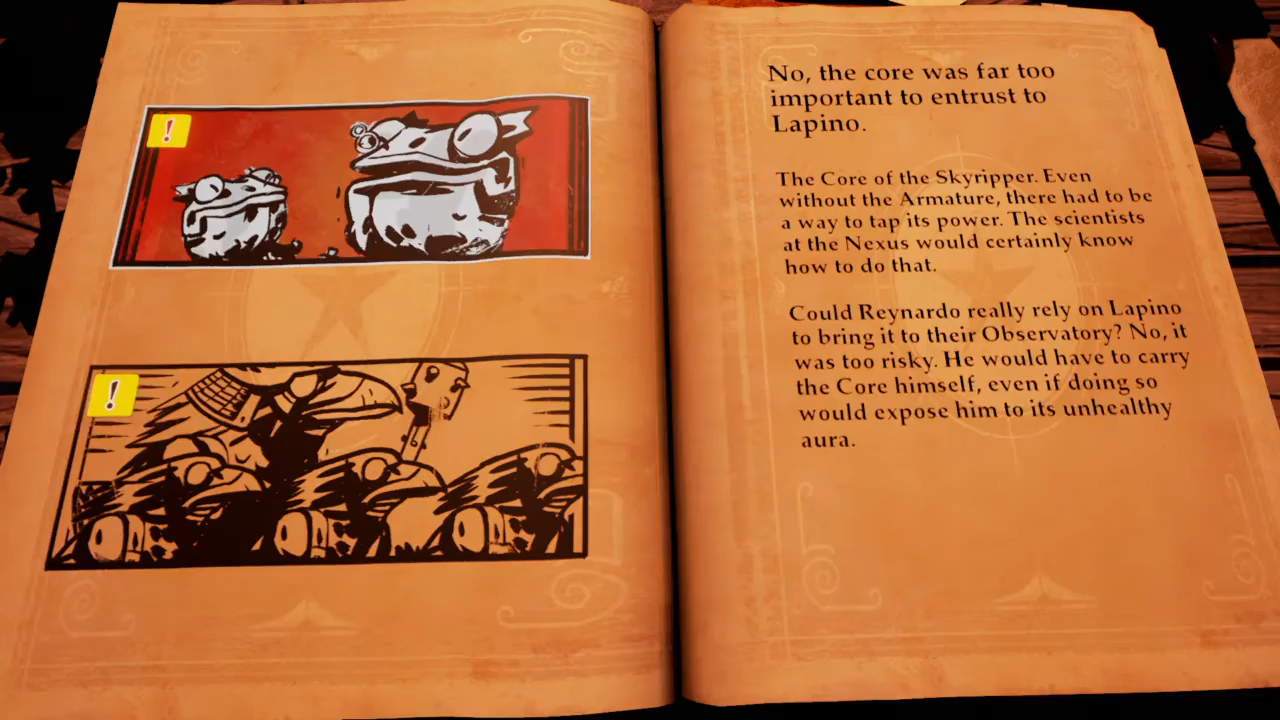 !
!
No, the core was far too
important to entrust to
Lapino.
The Core of the Skyripper. Even
without the Armature, there had to be
a way to tap its power. The scientists
at the Nexus would certainly know
how to do that.
Could Reynardo really rely on Lapino
to bring it to their Observatory? No, it
was too risky. He would have to carry
the Core himself, even if doing so
would expose him to its unhealthy
aura.